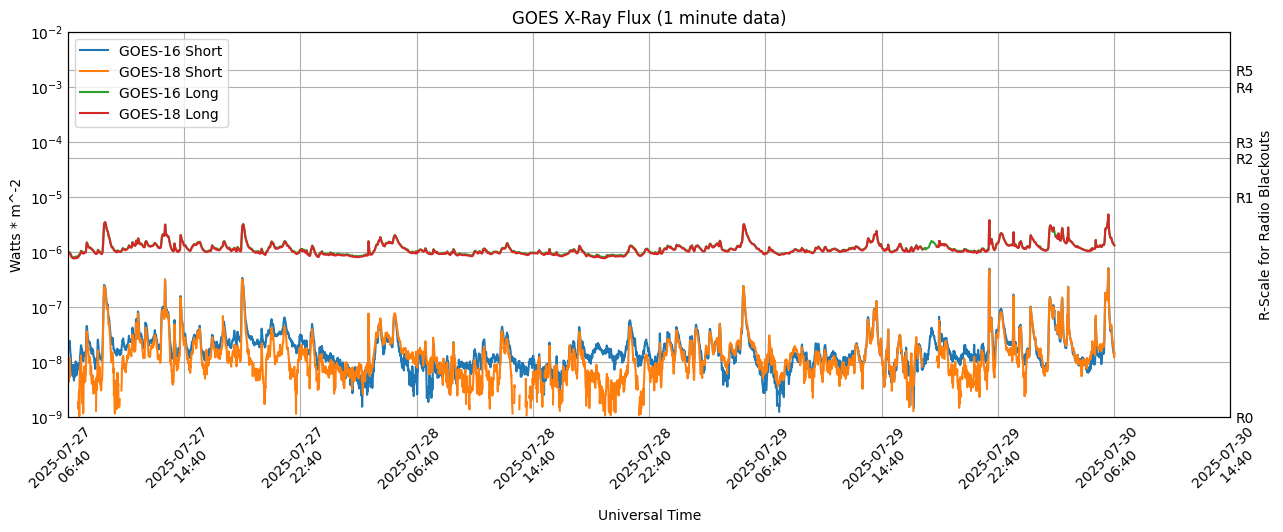 GOES X-Ray Flux (1 minute data)
GOES-16 Short
GOES-18 Short
GOES-16 Long
GOES-18 Long
10^-2
10^-3
10^-4
10^-5
10^-6
10^-7
10^-8
10^-9
Watts * m^-2
R5
R4
R3
R2
R1
R0
R-Scale for Radio Blackouts
2025-07-27
06:40
2025-07-27
14:40
2025-07-27
22:40
2025-07-28
06:40
2025-07-28
14:40
2025-07-28
22:40
2025-07-29
06:40
2025-07-29
14:40
2025-07-29
22:40
2025-07-30
06:40
2025-07-30
14:40
Universal Time